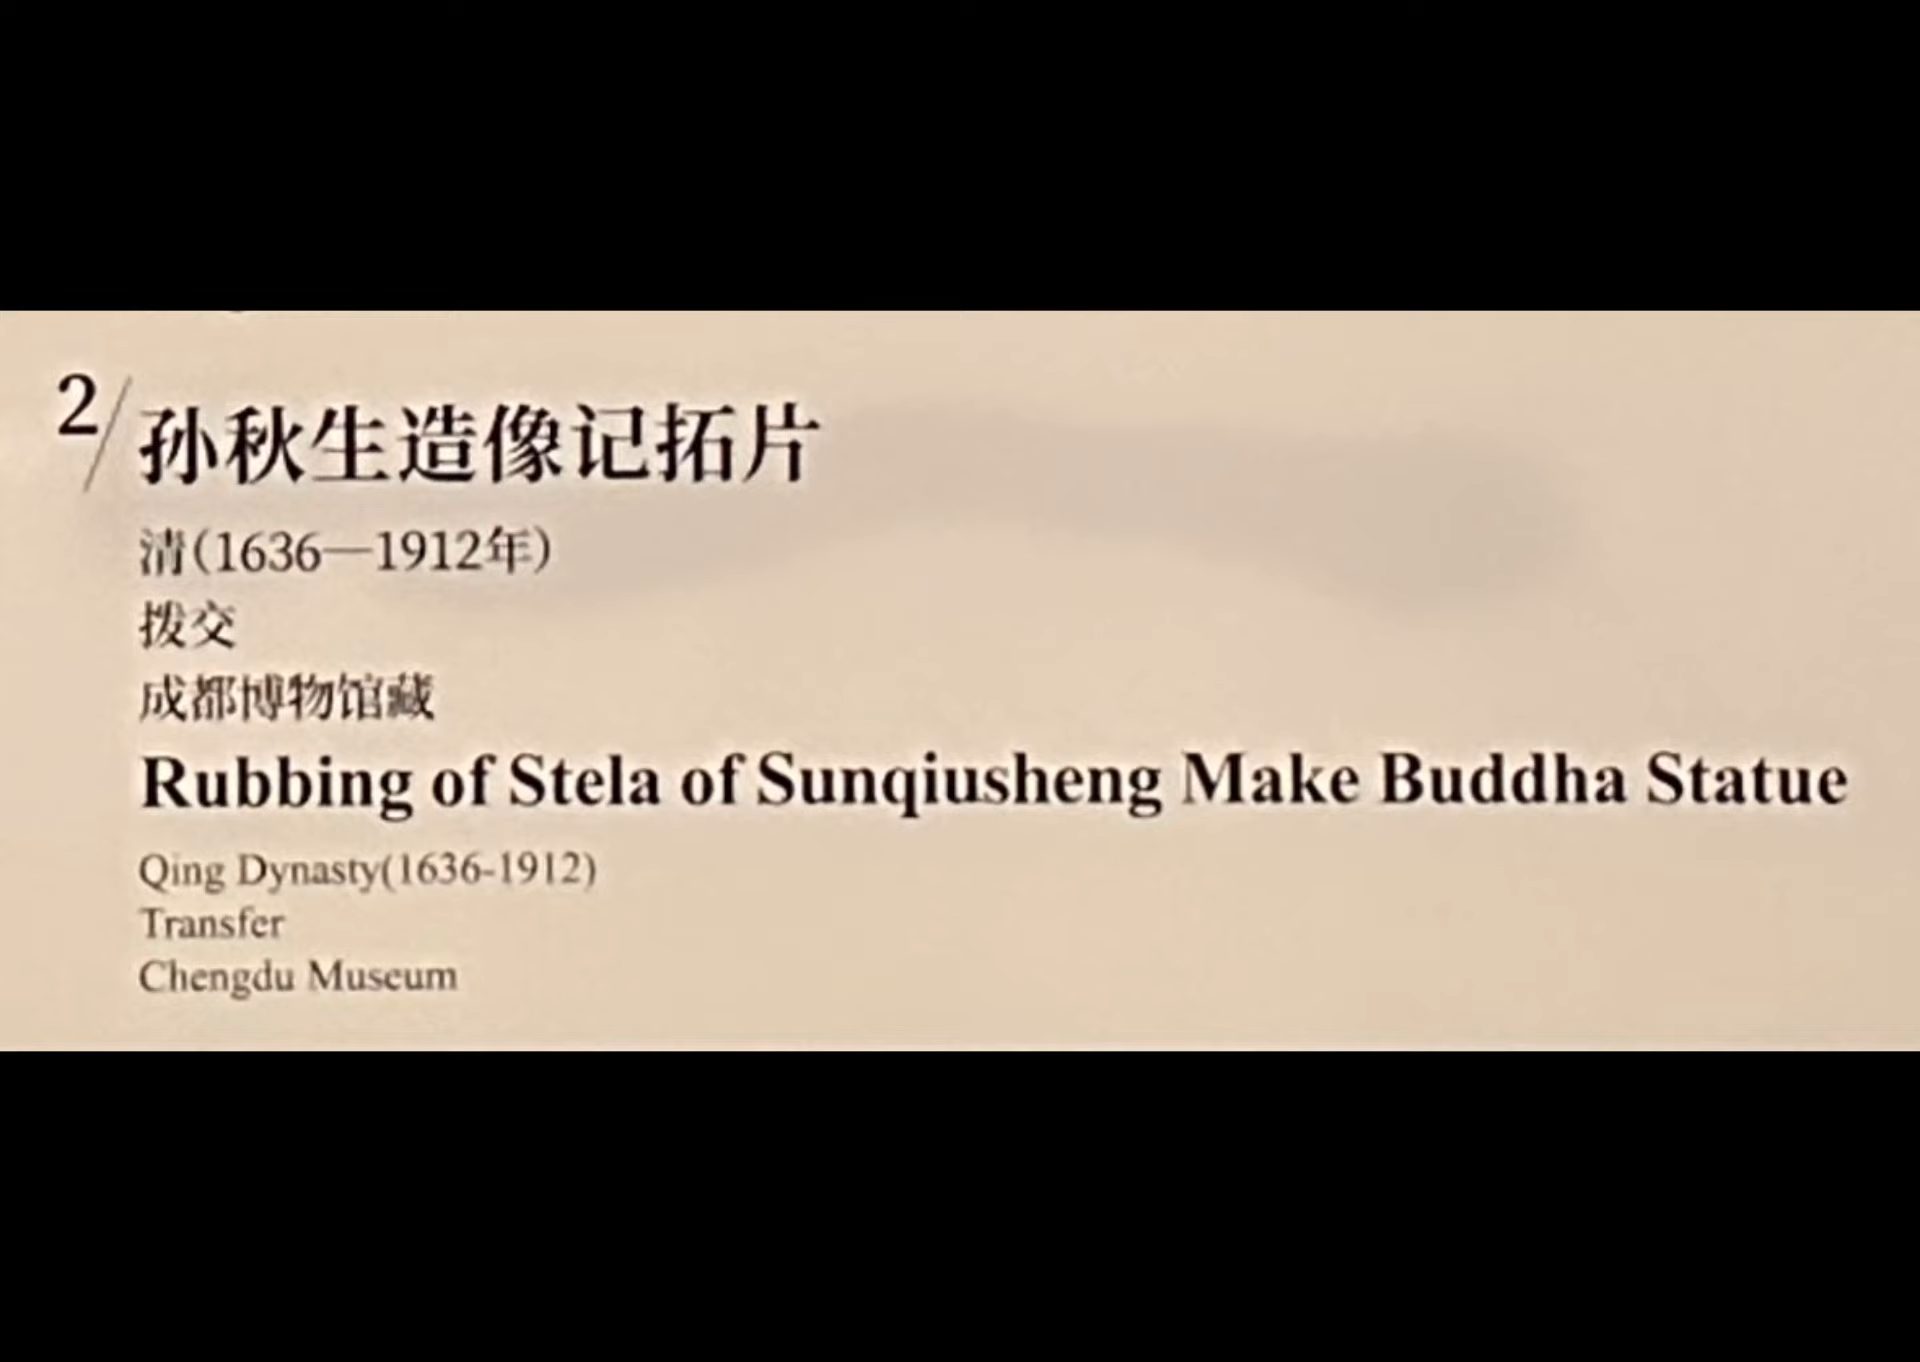 2/孙秋生造像记拓片
清(1636—1912年)
拨交
成都博物馆藏
Rubbing of Stela of Sunqiusheng Make Buddha Statue
Qing Dynasty(1636-1912)
Transfer
Chengdu Museum